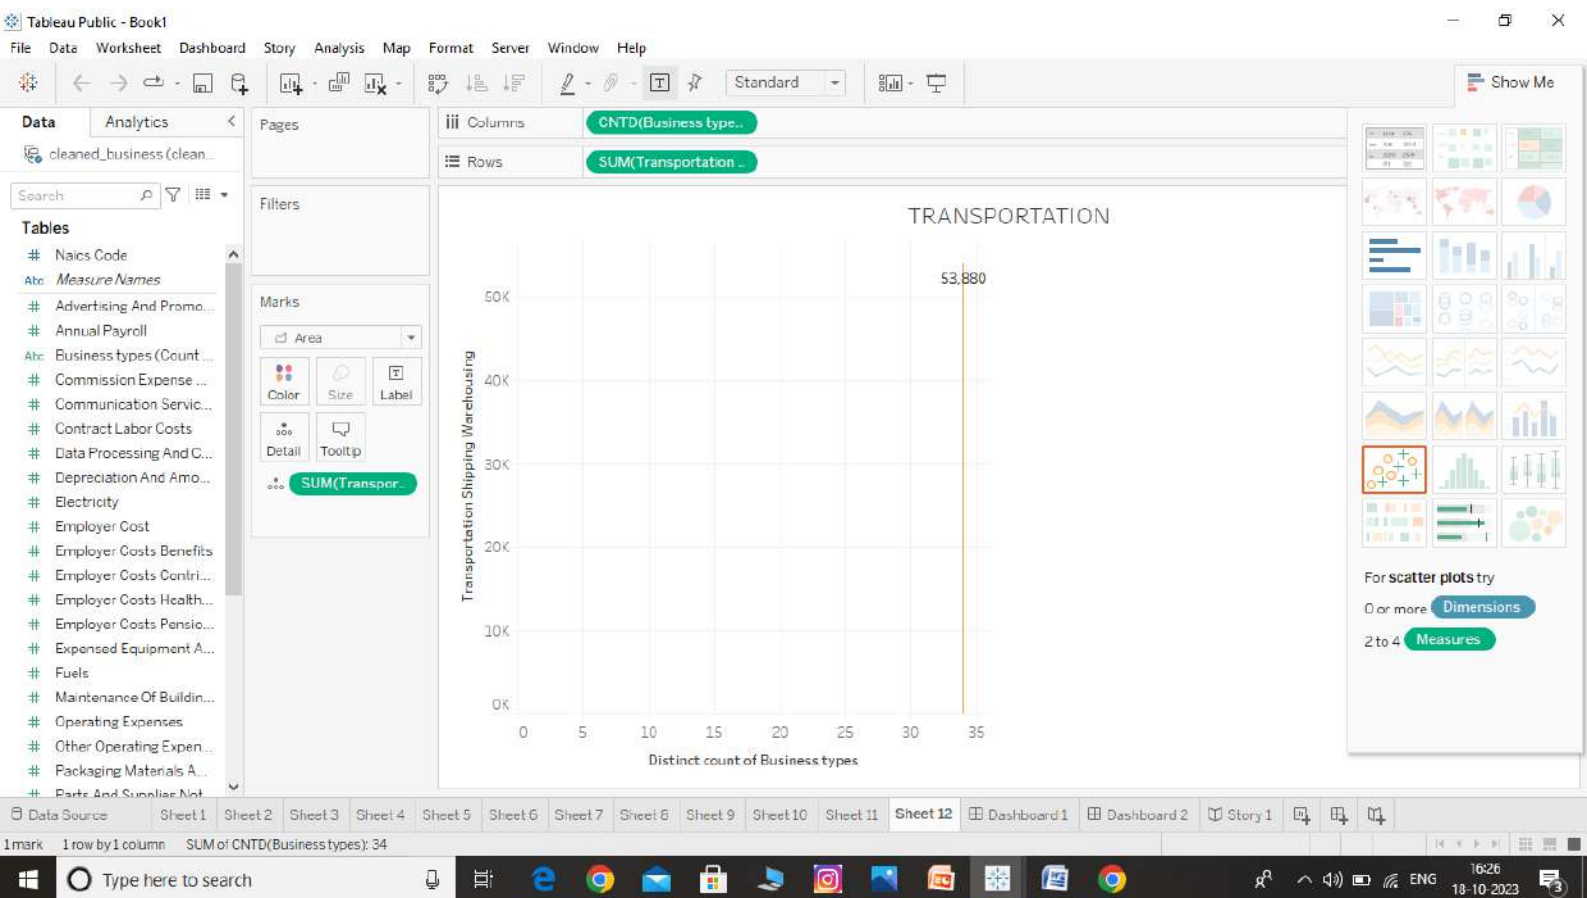 Tableau Public - Book1
File Data Worksheet Dashboard Story Analysis Map Format Server Window Help
Standard
Show Me
Data Analytics
cleaned_business (clean...
Search
Tables
# Naics Code
Abc Measure Names
# Advertising And Promo...
# Annual Payroll
Abc Business types (Count ...
# Commission Expense ...
# Communication Servic...
# Contract Labor Costs
# Data Processing And C...
# Depreciation And Amo...
# Electricity
# Employer Cost
# Employer Costs Benefits
# Employer Costs Contri...
# Employer Costs Health...
# Employer Costs Pensio...
# Expensed Equipment A...
# Fuels
# Maintenance Of Buildin...
# Operating Expenses
# Other Operating Expen...
# Packaging Materials A...
# Parts And Supplies Not
Pages
Filters
Marks
Area
Color Size Label
Detail Tooltip
SUM(Transpor..
Columns CNTD(Business type..
Rows SUM(Transportation ..
TRANSPORTATION
53,880
50K
40K
30K
20K
10K
0K
Transportation Shipping Warehousing
0 5 10 15 20 25 30 35
Distinct count of Business types
For scatter plots try
0 or more Dimensions
2 to 4 Measures
Data Source Sheet 1 Sheet 2 Sheet 3 Sheet 4 Sheet 5 Sheet 6 Sheet 7 Sheet 8 Sheet 9 Sheet 10 Sheet 11 Sheet 12 Dashboard 1 Dashboard 2 Story 1
1 mark 1 row by 1 column SUM of CNTD(Business types): 34
Type here to search
ENG
16:26
18-10-2023
3